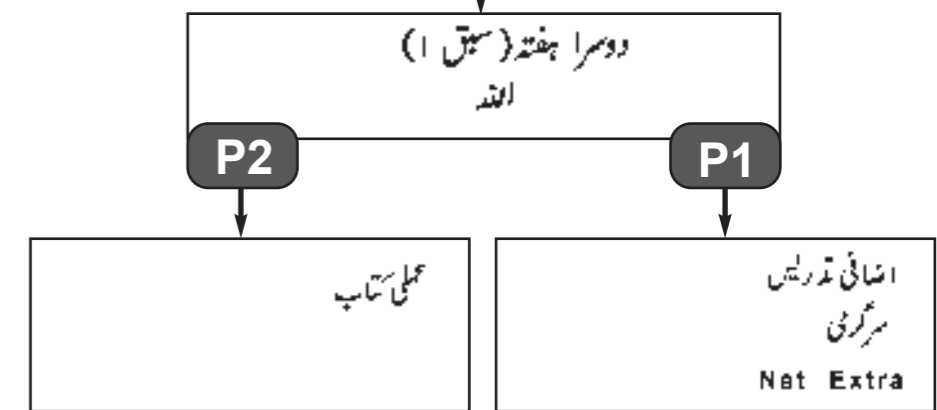 دوسرا ہفتہ (سبق ۱)
اللہ
P1
P2
اضافی تدریس
سرگرمی
Net Extra
عملی کتاب